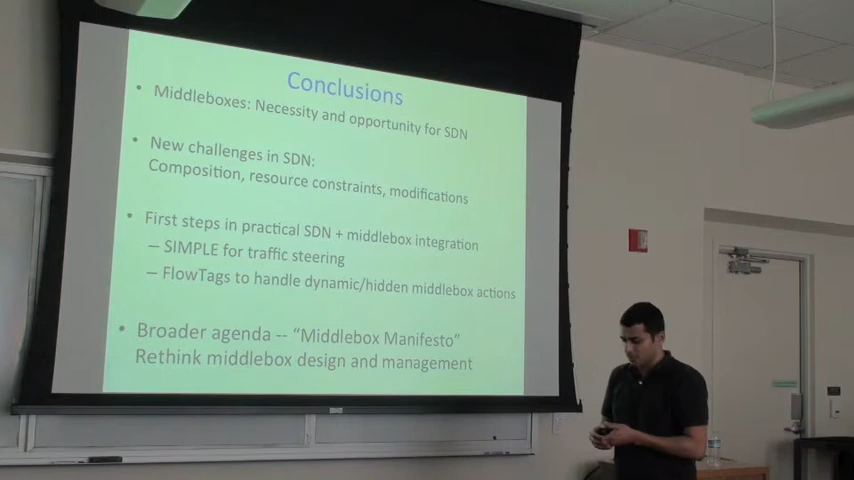 Conclusions
• Middleboxes: Necessity and opportunity for SDN
• New challenges in SDN:
Composition, resource constraints, modifications
• First steps in practical SDN + middlebox integration
– SIMPLE for traffic steering
– FlowTags to handle dynamic/hidden middlebox actions
• Broader agenda -- "Middlebox Manifesto"
Rethink middlebox design and management